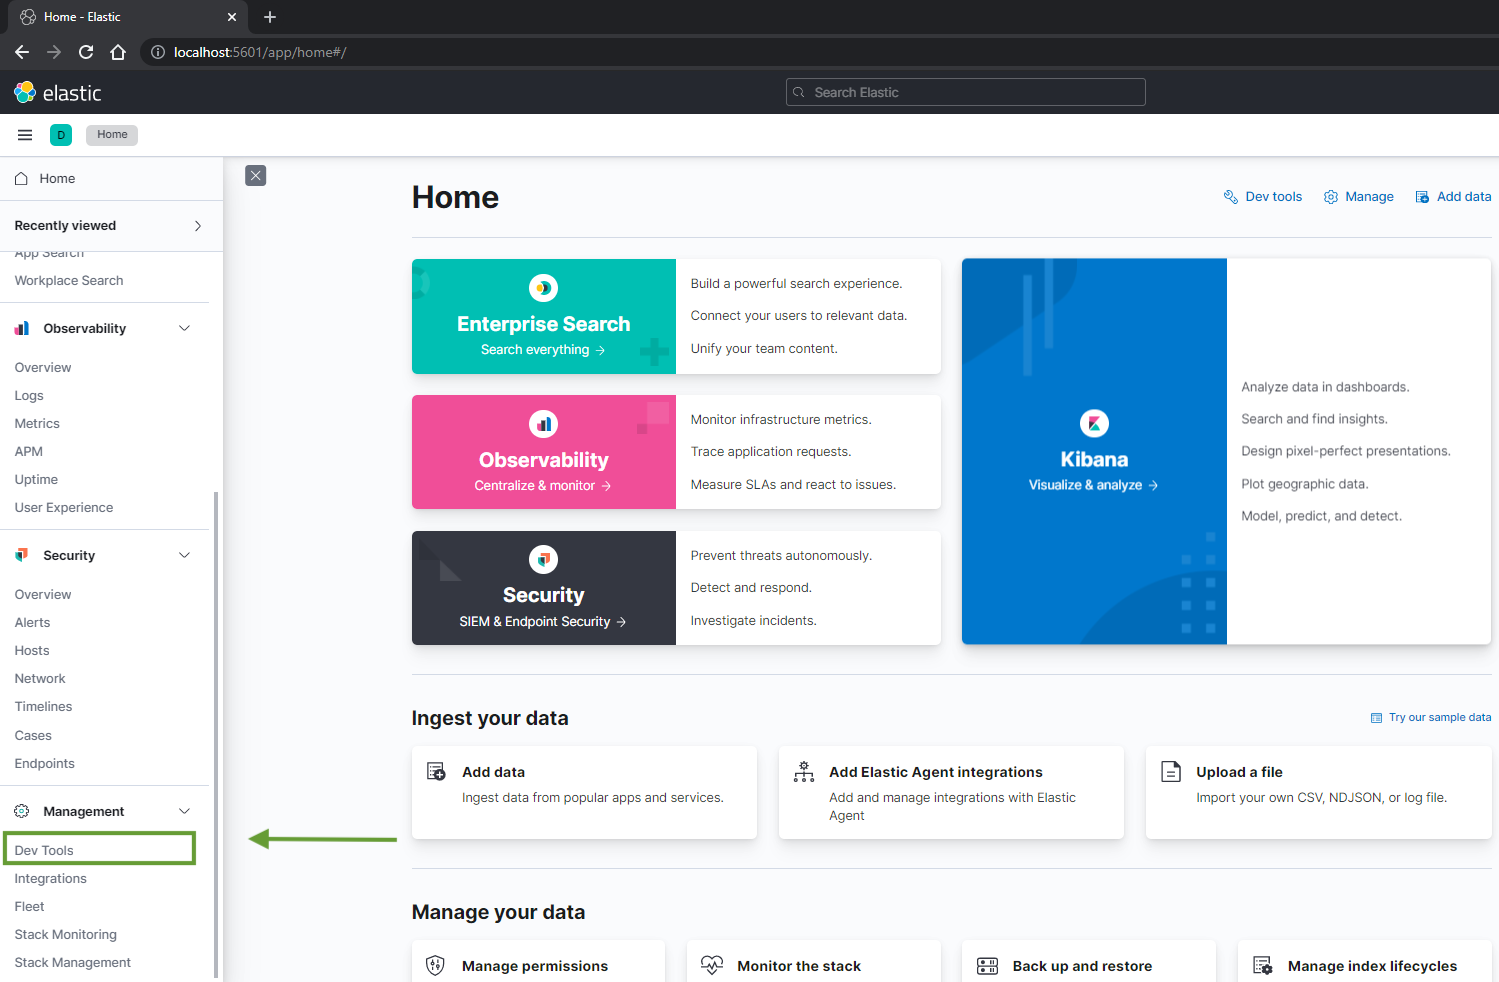 Home - Elastic
localhost:5601/app/home#/
elastic
Search Elastic
D
Home
Home
Recently viewed
App Search
Workplace Search
Observability
Overview
Logs
Metrics
APM
Uptime
User Experience
Security
Overview
Alerts
Hosts
Network
Timelines
Cases
Endpoints
Management
Dev Tools
Integrations
Fleet
Stack Monitoring
Stack Management
Home
Dev tools
Manage
Add data
Enterprise Search
Search everything →
Build a powerful search experience.
Connect your users to relevant data.
Unify your team content.
Observability
Centralize & monitor →
Monitor infrastructure metrics.
Trace application requests.
Measure SLAs and react to issues.
Security
SIEM & Endpoint Security →
Prevent threats autonomously.
Detect and respond.
Investigate incidents.
Kibana
Visualize & analyze →
Analyze data in dashboards.
Search and find insights.
Design pixel-perfect presentations.
Plot geographic data.
Model, predict, and detect.
Ingest your data
Try our sample data
Add data
Ingest data from popular apps and services.
Add Elastic Agent integrations
Add and manage integrations with Elastic
Agent
Upload a file
Import your own CSV, NDJSON, or log file.
Manage your data
Manage permissions
Monitor the stack
Back up and restore
Manage index lifecycles